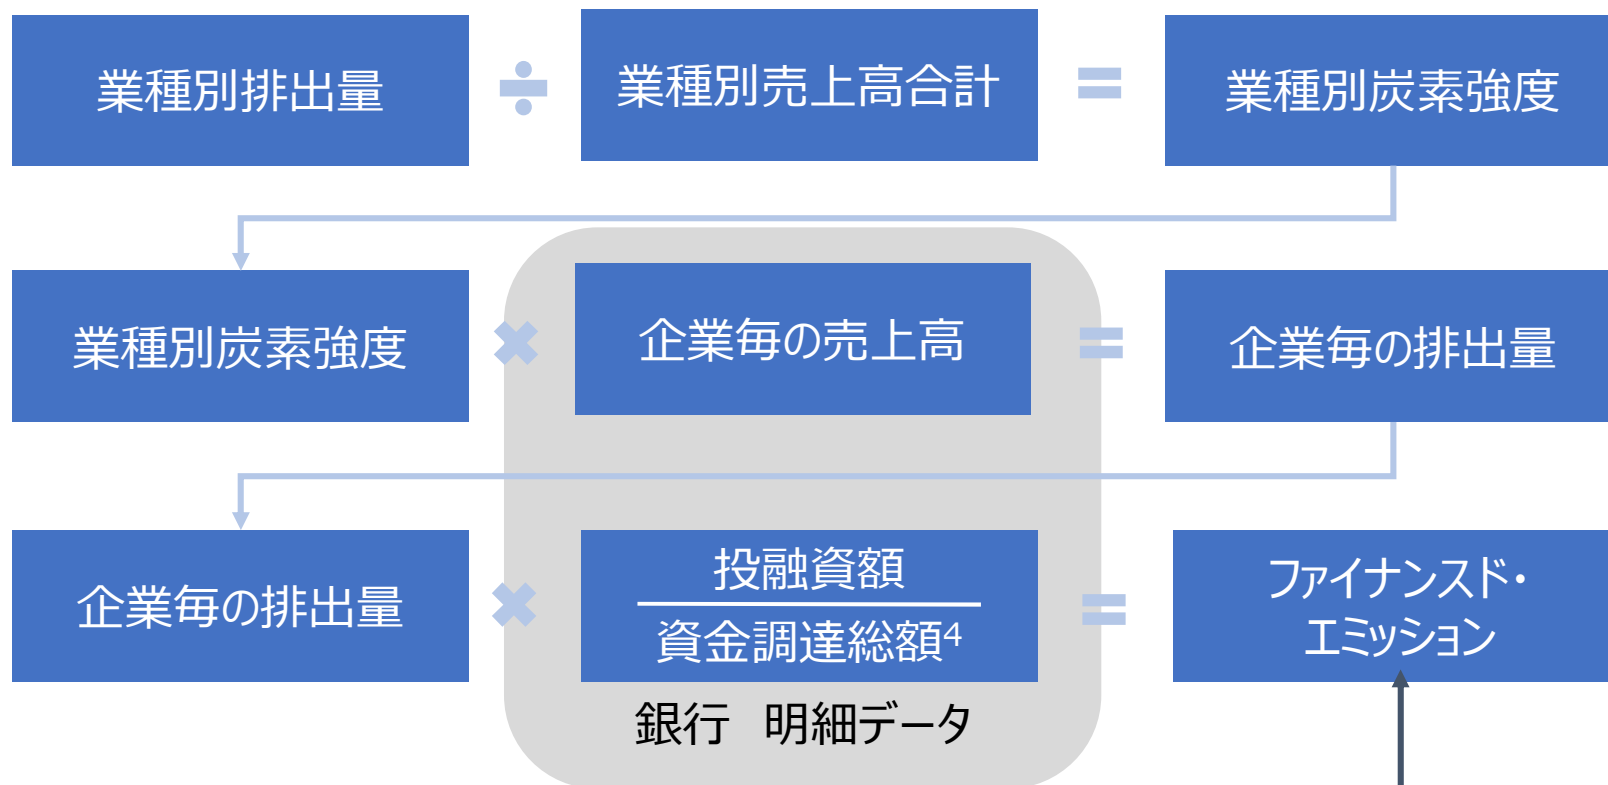 業種別排出量
÷
業種別売上高合計
=
業種別炭素強度
業種別炭素強度
×
企業毎の売上高
=
企業毎の排出量
企業毎の排出量
×
投融資額
資金調達総額4
=
ファイナンスド・
エミッション
銀行 明細データ